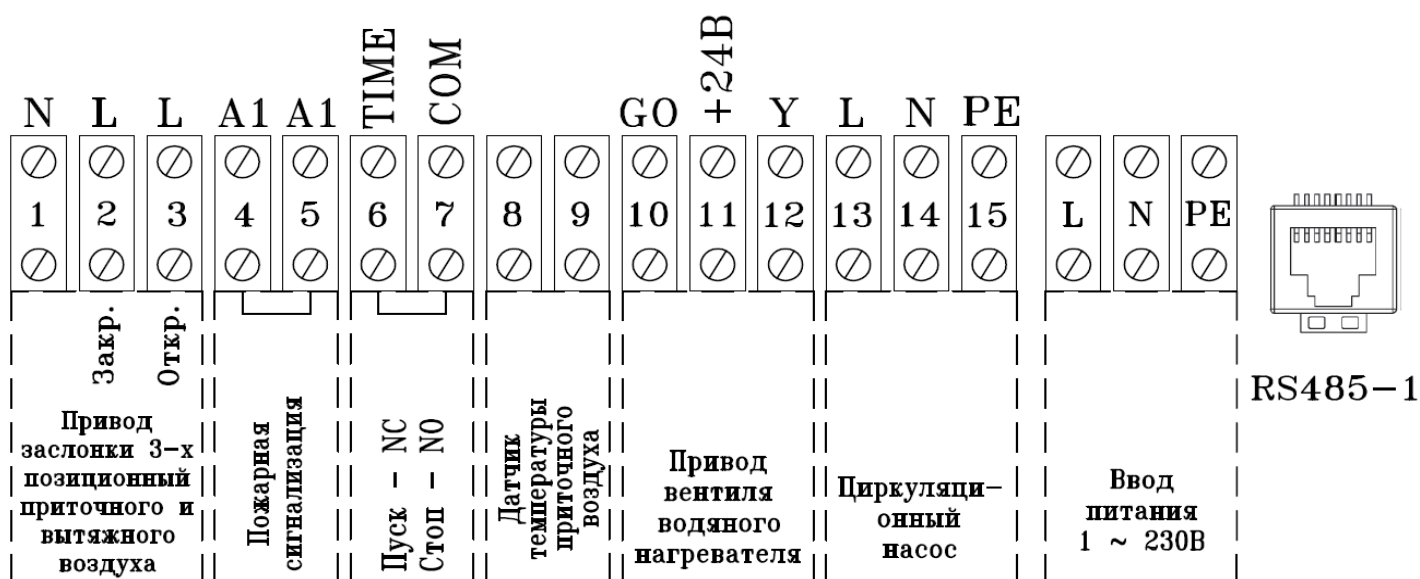 N L L A1 A1 TIME COM GO +24В Y L N PE
1 2 3 4 5 6 7 8 9 10 11 12 13 14 15 L N PE
Закр.
Откр.
Привод
заслонки 3-х
позиционный
приточного и
вытяжного
воздуха
Пожарная
сигнализация
Пуск - NC
Стоп - NO
Датчик
температуры
приточного
воздуха
Привод
вентиля
водяного
нагревателя
Циркуляци-
онный
насос
Ввод
питания
1 ~ 230В
RS485-1